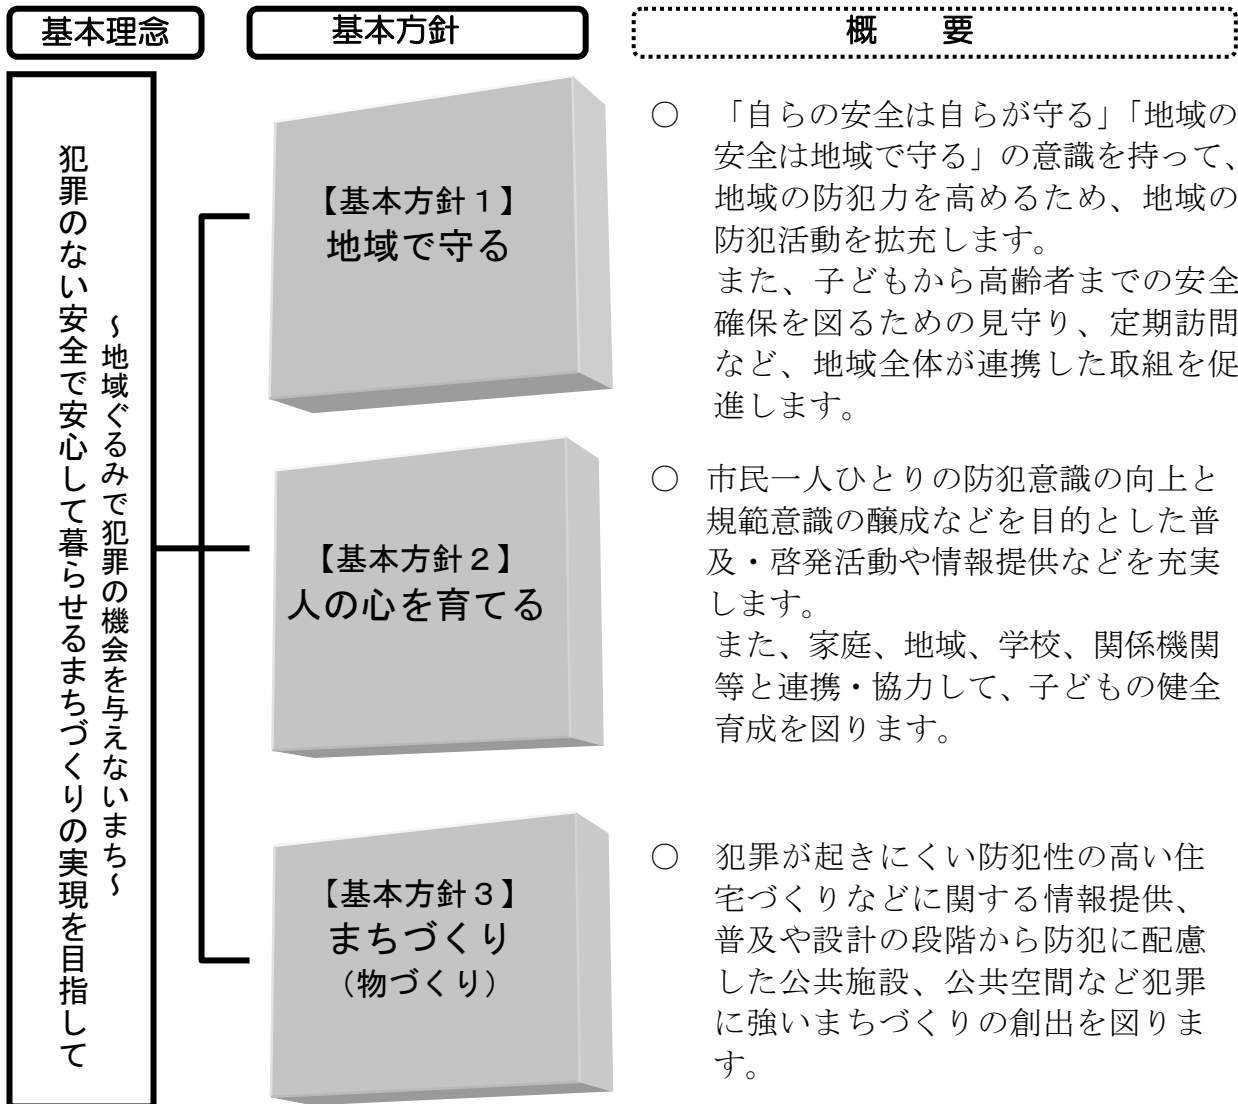 基本理念
基本方針
概　　要
犯罪のない安全で安心して暮らせるまちづくりの実現を目指して
～地域ぐるみで犯罪の機会を与えないまち～
【基本方針１】
地域で守る
○　「自らの安全は自らが守る」「地域の
安全は地域で守る」の意識を持って、
地域の防犯力を高めるため、地域の
防犯活動を拡充します。
また、子どもから高齢者までの安全
確保を図るための見守り、定期訪問
など、地域全体が連携した取組を促
進します。
【基本方針２】
人の心を育てる
○　市民一人ひとりの防犯意識の向上と
規範意識の醸成などを目的とした普
及・啓発活動や情報提供などを充実
します。
また、家庭、地域、学校、関係機関
等と連携・協力して、子どもの健全
育成を図ります。
【基本方針３】
まちづくり
（物づくり）
○　犯罪が起きにくい防犯性の高い住
宅づくりなどに関する情報提供、
普及や設計の段階から防犯に配慮
した公共施設、公共空間など犯罪
に強いまちづくりの創出を図りま
す。